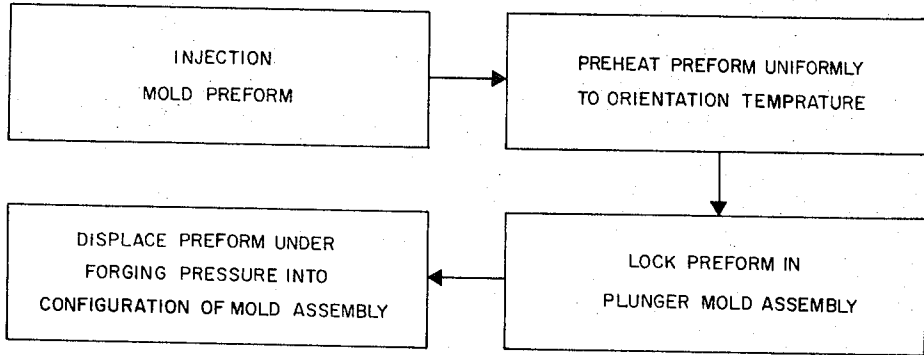 INJECTION
MOLD PREFORM
PREHEAT PREFORM UNIFORMLY
TO ORIENTATION TEMPRATURE
LOCK PREFORM IN
PLUNGER MOLD ASSEMBLY
DISPLACE PREFORM UNDER
FORGING PRESSURE INTO
CONFIGURATION OF MOLD ASSEMBLY